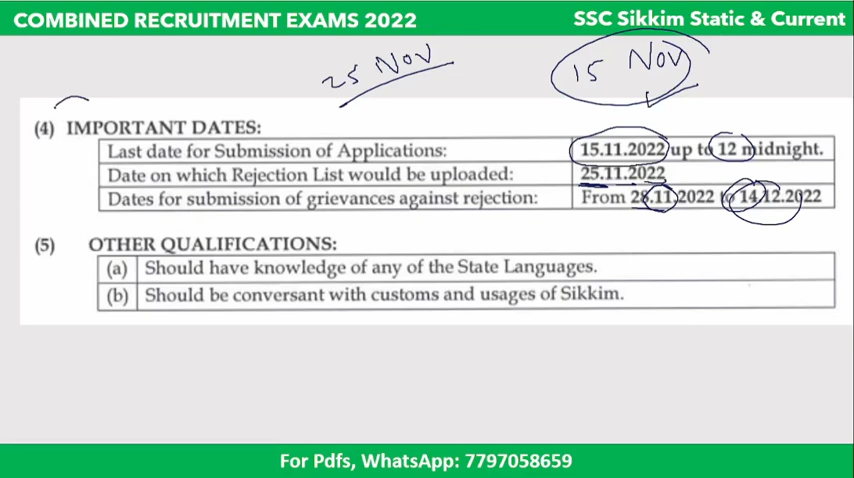 COMBINED RECRUITMENT EXAMS 2022 SSC Sikkim Static & Current
25 Nov 15 Nov
(4) IMPORTANT DATES:
Last date for Submission of Applications: 15.11.2022 up to 12 midnight.
Date on which Rejection List would be uploaded: 25.11.2022
Dates for submission of grievances against rejection: From 28.11.2022 to 14.12.2022
(5) OTHER QUALIFICATIONS:
(a) Should have knowledge of any of the State Languages.
(b) Should be conversant with customs and usages of Sikkim.
For Pdfs, WhatsApp: 7797058659